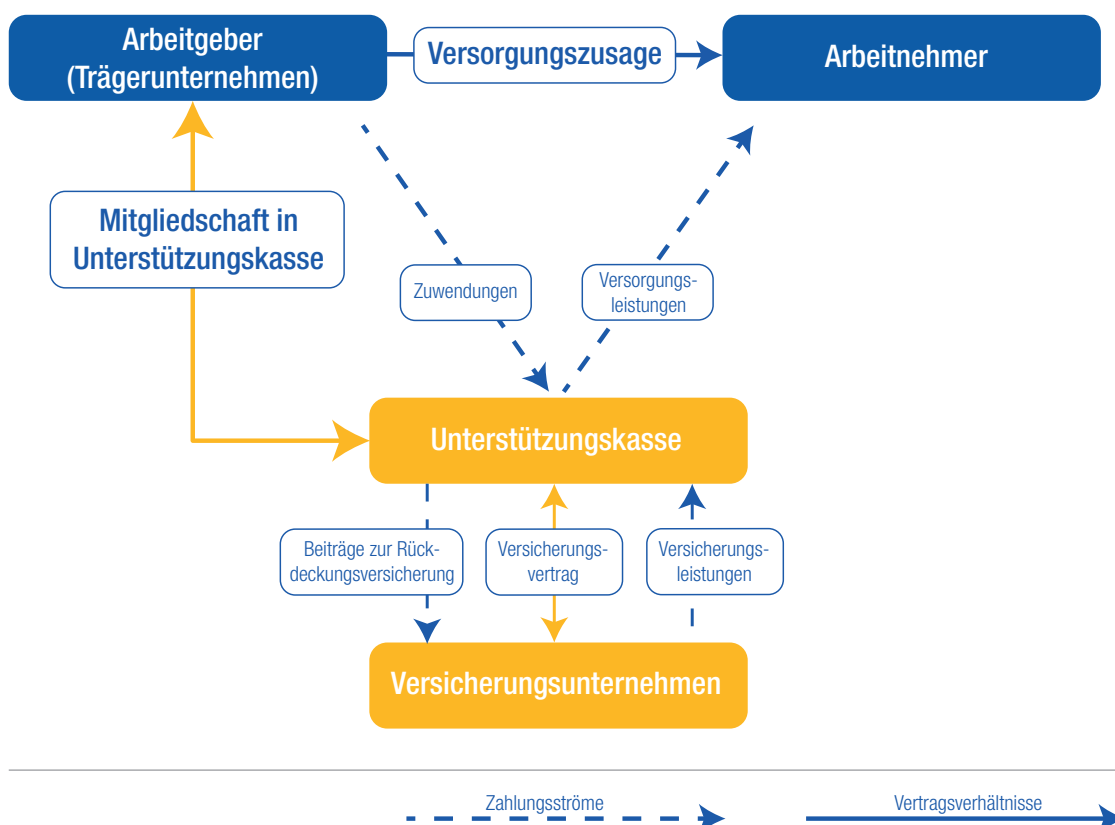 Arbeitgeber
(Trägerunternehmen)
Versorgungszusage
Arbeitnehmer
Mitgliedschaft in
Unterstützungskasse
Zuwendungen
Versorgungs-
leistungen
Unterstützungskasse
Beiträge zur Rück-
deckungsversicherung
Versicherungs-
vertrag
Versicherungs-
leistungen
Versicherungsunternehmen
Zahlungsströme
Vertragsverhältnisse